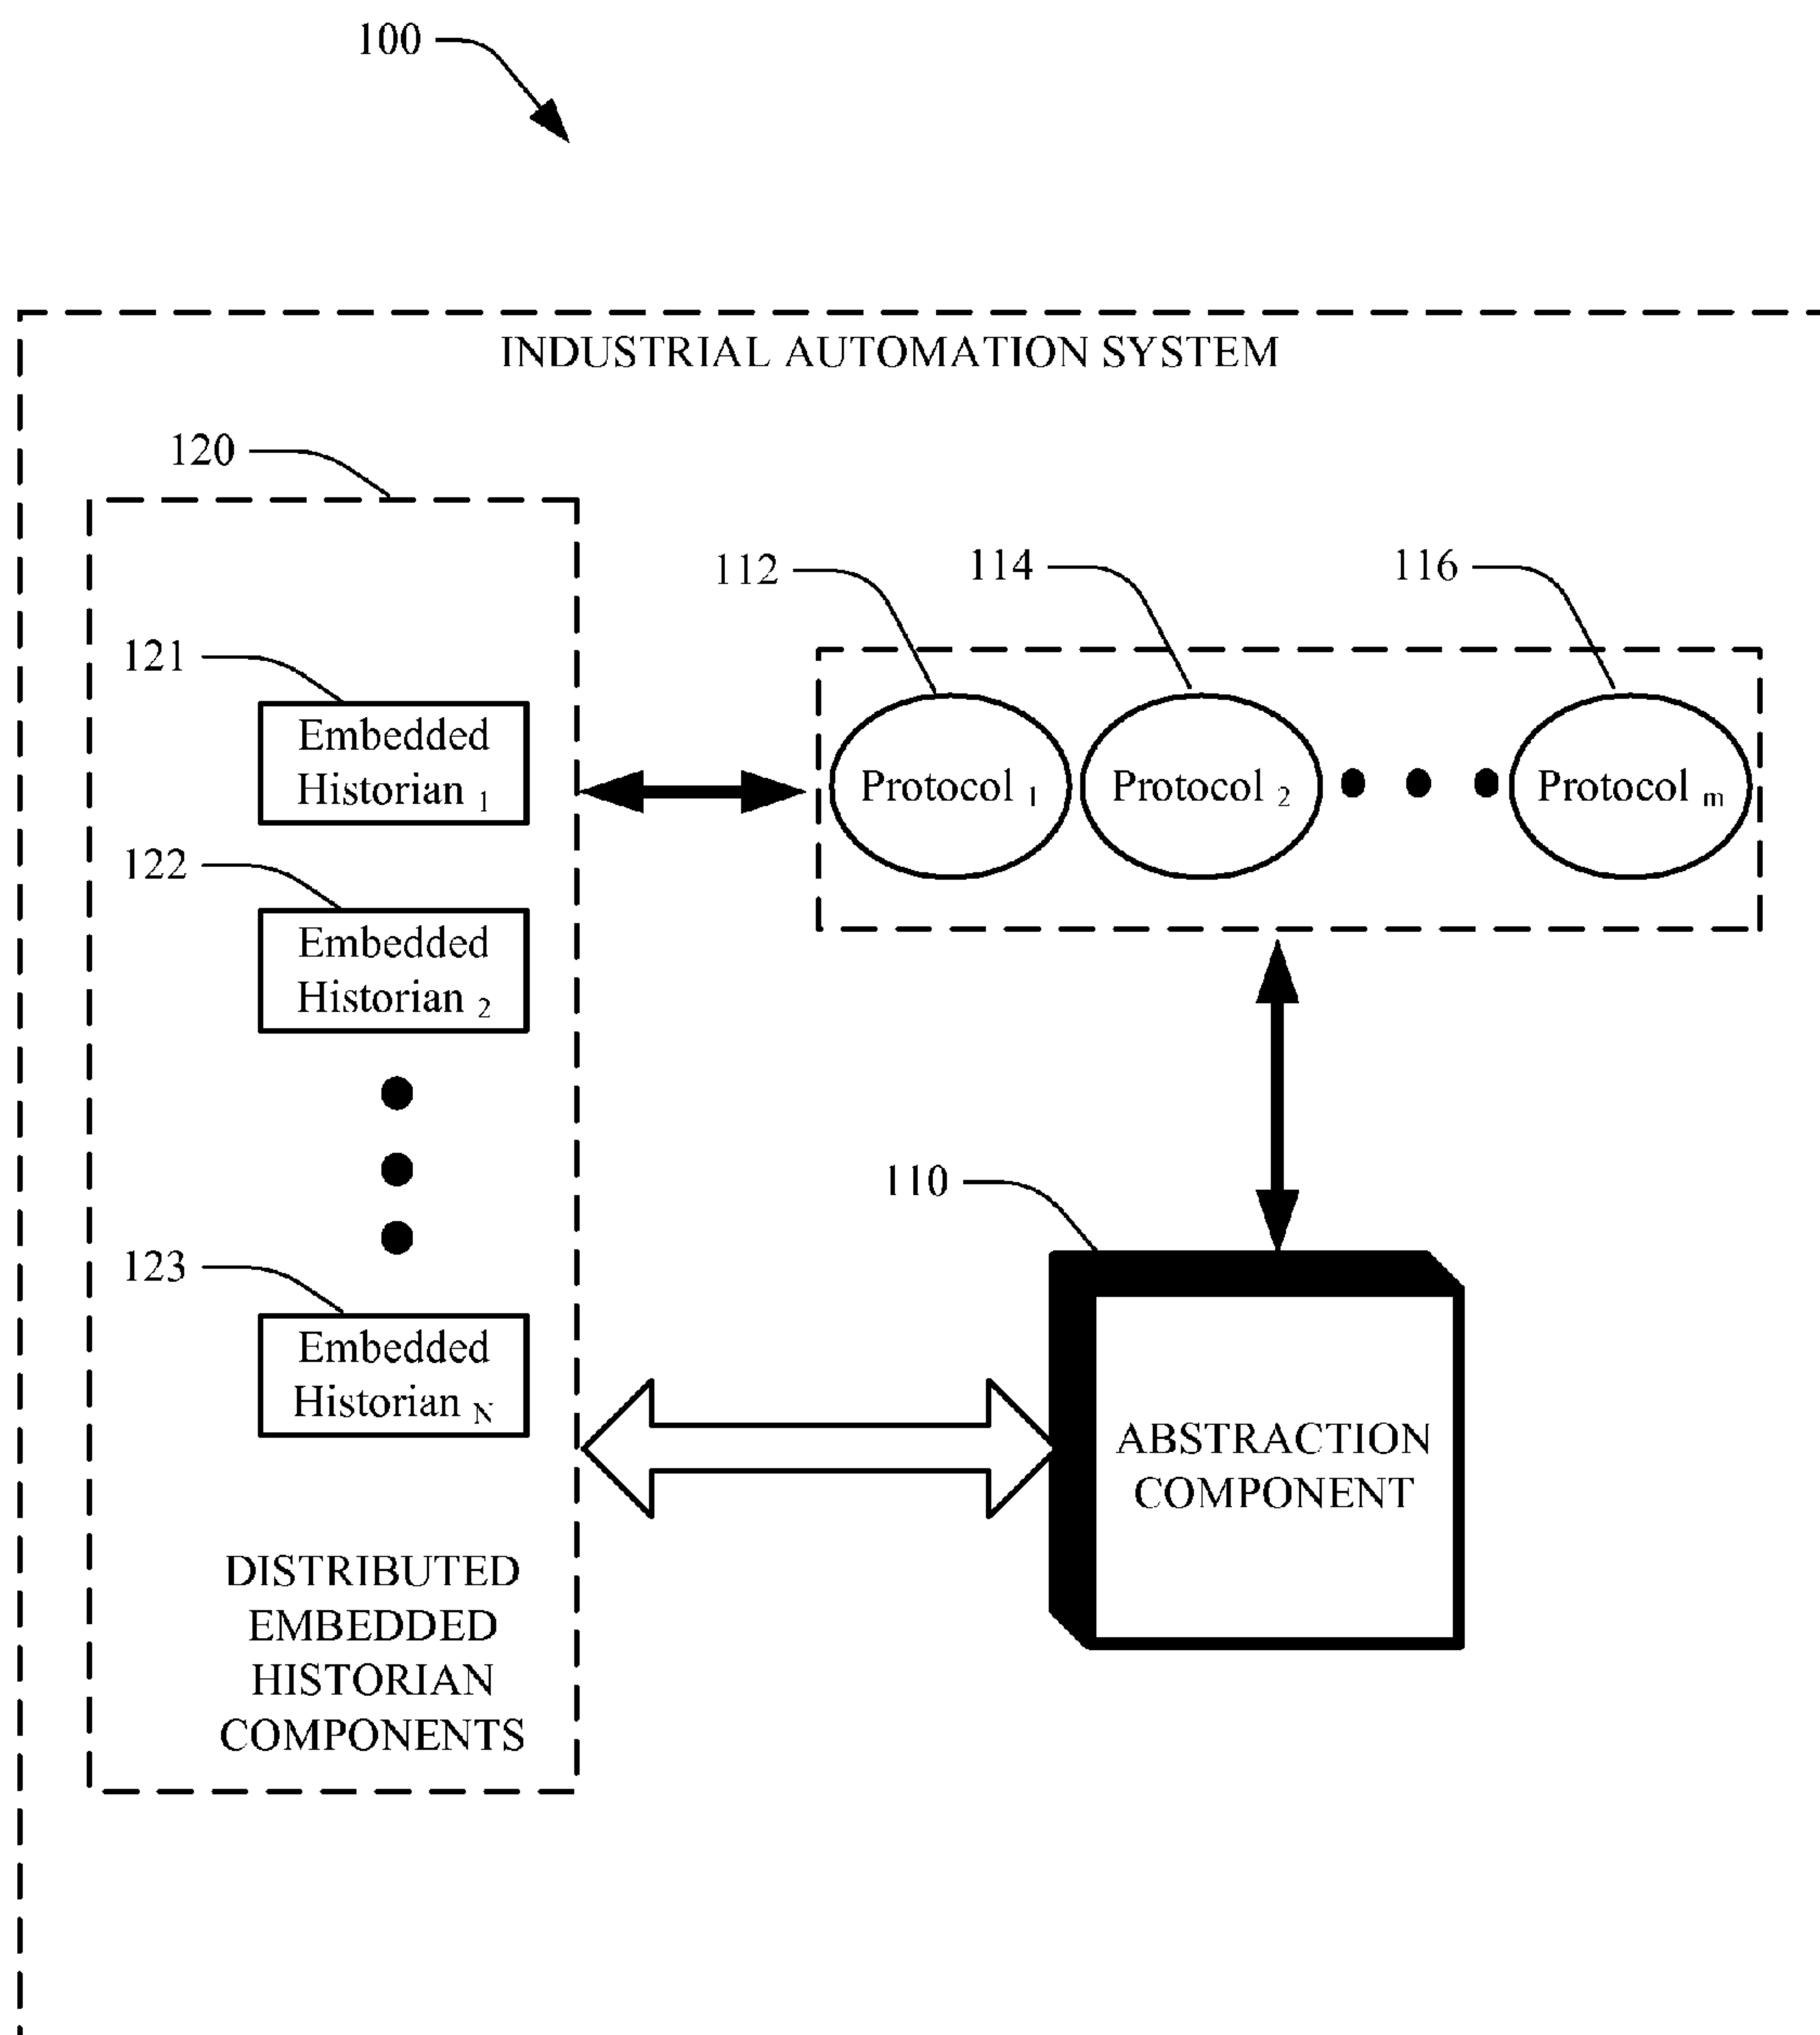 100
INDUSTRIAL AUTOMATION SYSTEM
120
112
114
116
121
Embedded
Historian 1
Protocol 1
Protocol 2
Protocol m
122
Embedded
Historian 2
110
123
Embedded
Historian N
ABSTRACTION
COMPONENT
DISTRIBUTED
EMBEDDED
HISTORIAN
COMPONENTS